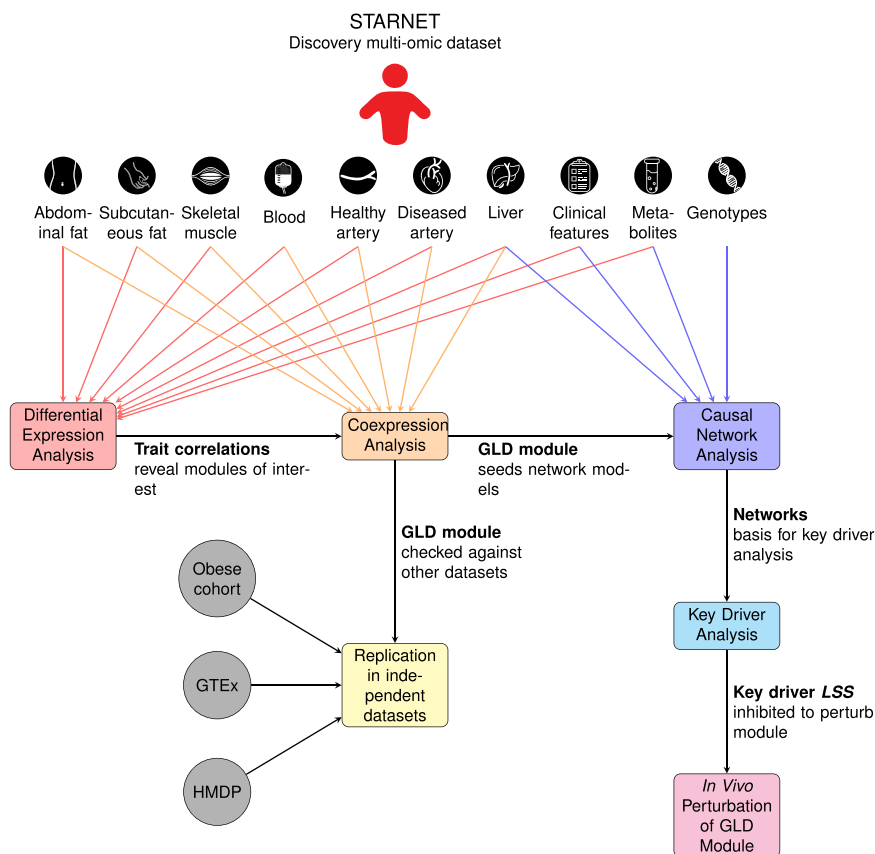 STARNET
Discovery multi-omic dataset
Abdom-
inal fat
Subcutan-
eous fat
Skeletal
muscle
Blood
Healthy
artery
Diseased
artery
Liver
Clinical
features
Meta-
bolites
Genotypes
Differential
Expression
Analysis
Trait correlations
reveal modules of inter-
est
Coexpression
Analysis
GLD module
seeds network mod-
els
Causal
Network
Analysis
GLD module
checked against
other datasets
Networks
basis for key driver
analysis
Obese
cohort
GTEx
HMDP
Replication
in inde-
pendent
datasets
Key Driver
Analysis
Key driver LSS
inhibited to perturb
module
In Vivo
Perturbation
of GLD
Module